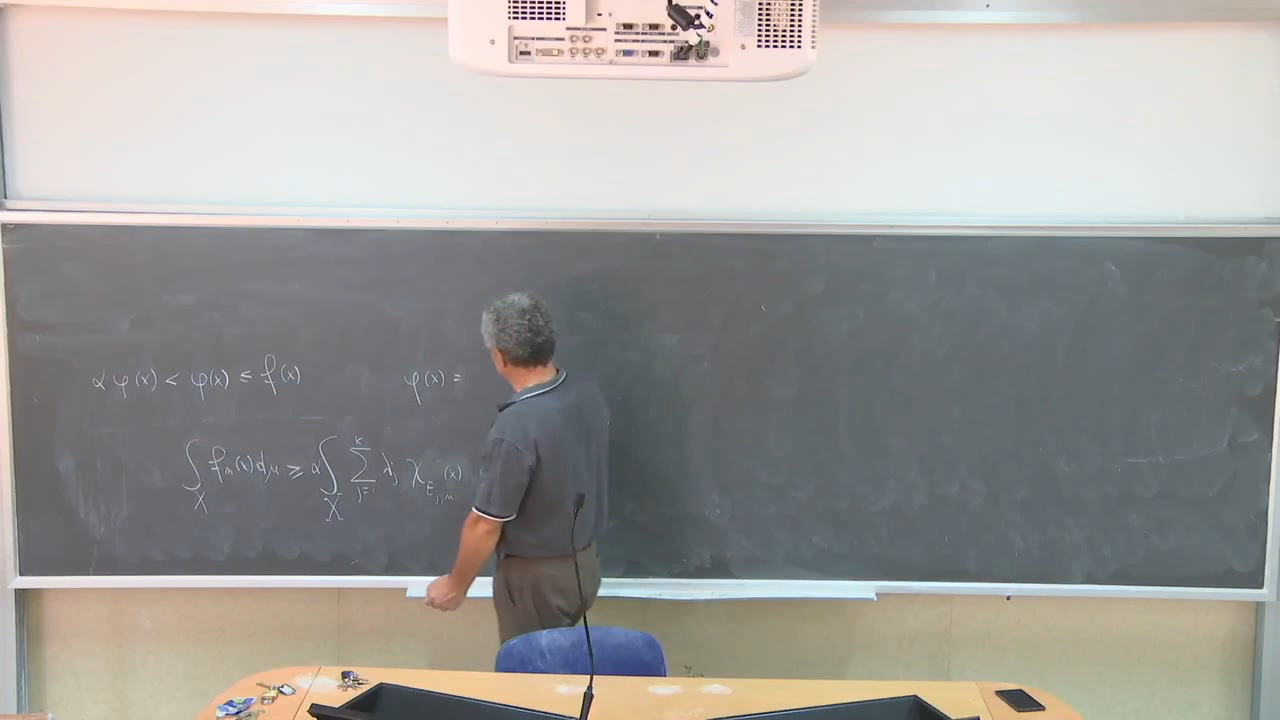 α φ(x) < φ(x) ≤ f(x) φ(x) =
∫_X f_n(x)dμ ≥ α ∫_X ∑_{j=1}^{k} λ_j χ_{E_{j,n}}(x)